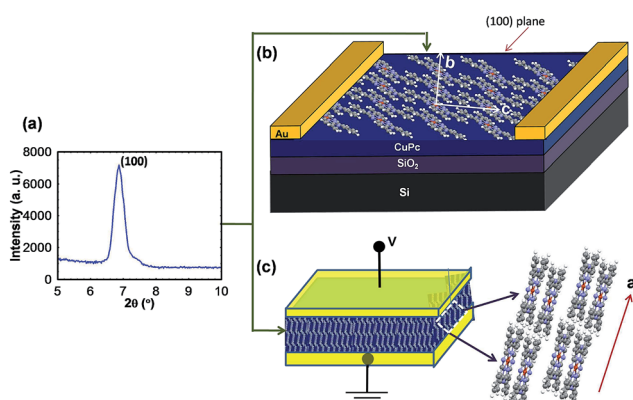 (100) plane
(b)
b
c
Au
CuPc
SiO2
Si
(a)
(100)
Intensity (a. u.)
8000
6000
4000
2000
0
5 6 7 8 9 10
2θ (°)
(c)
V
a